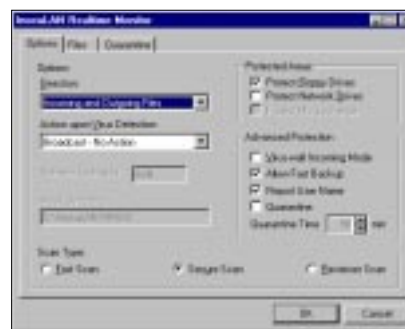 InocuLAN Realtime Monitor
Options Files Quarantine
Options
Direction:
Incoming and Outgoing Files
Action upon Virus Detection:
Broadcast - No Action
Protected Areas
Protect Floppy Drives
Protect Network Drives
Advanced Protection
Virus-wall Incoming Mode
Allow Fast Backup
Report User Name
Quarantine
Quarantine Time
min
Scan Type
Fast Scan
Secure Scan
Reviewer Scan
OK
Cancel